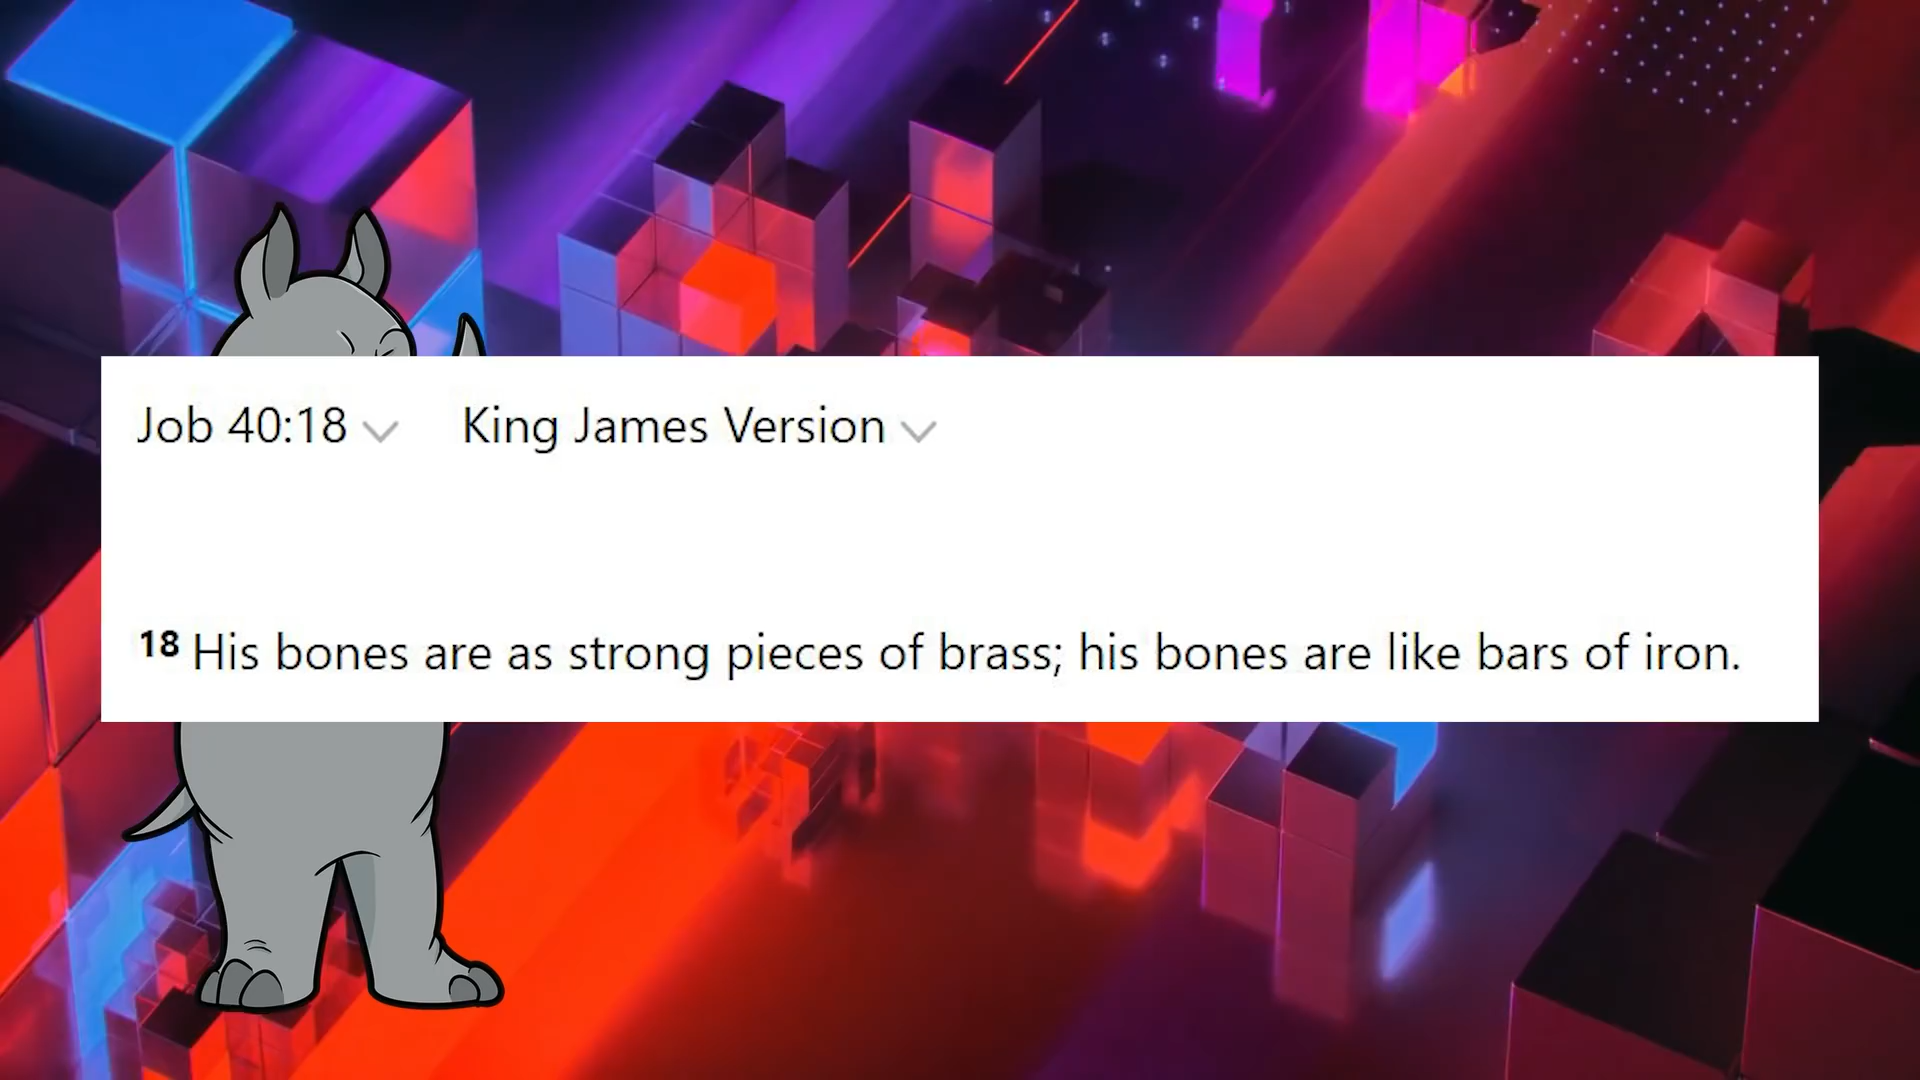 Job 40:18 King James Version
18 His bones are as strong pieces of brass; his bones are like bars of iron.